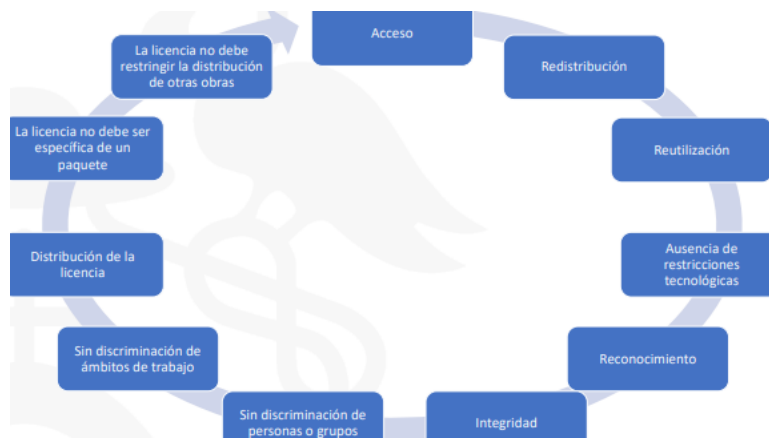 Acceso
Redistribución
Reutilización
Ausencia de
restricciones
tecnológicas
Reconocimiento
Integridad
Sin discriminación de
personas o grupos
Sin discriminación de
ámbitos de trabajo
Distribución de la
licencia
La licencia no debe ser
específica de un
paquete
La licencia no debe
restringir la distribución
de otras obras